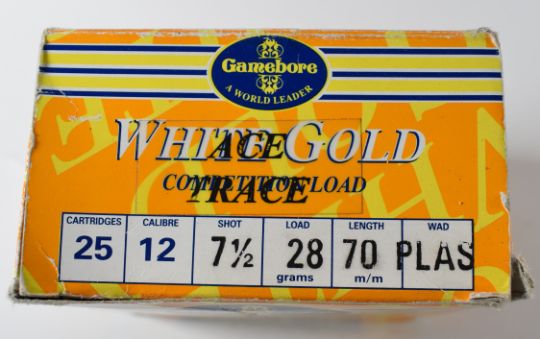 Gamebore
A WORLD LEADER
WHITE GOLD
ACE
COMPETITION LOAD
TRACE
CARTRIDGES CALIBRE SHOT LOAD LENGTH WAD
25 12 7½ 28 70 PLAS
grams m/m